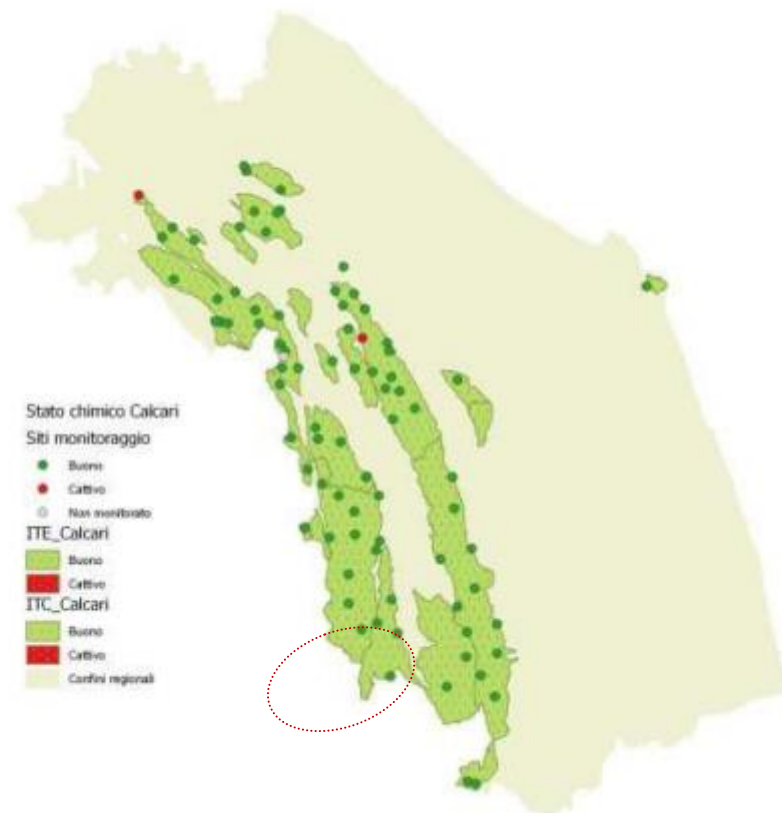 Stato chimico Calcari
Siti monitoraggio
Buono
Cattivo
Non monitorato
ITE_Calcari
Buono
Cattivo
ITC_Calcari
Buono
Cattivo
Confini regionali